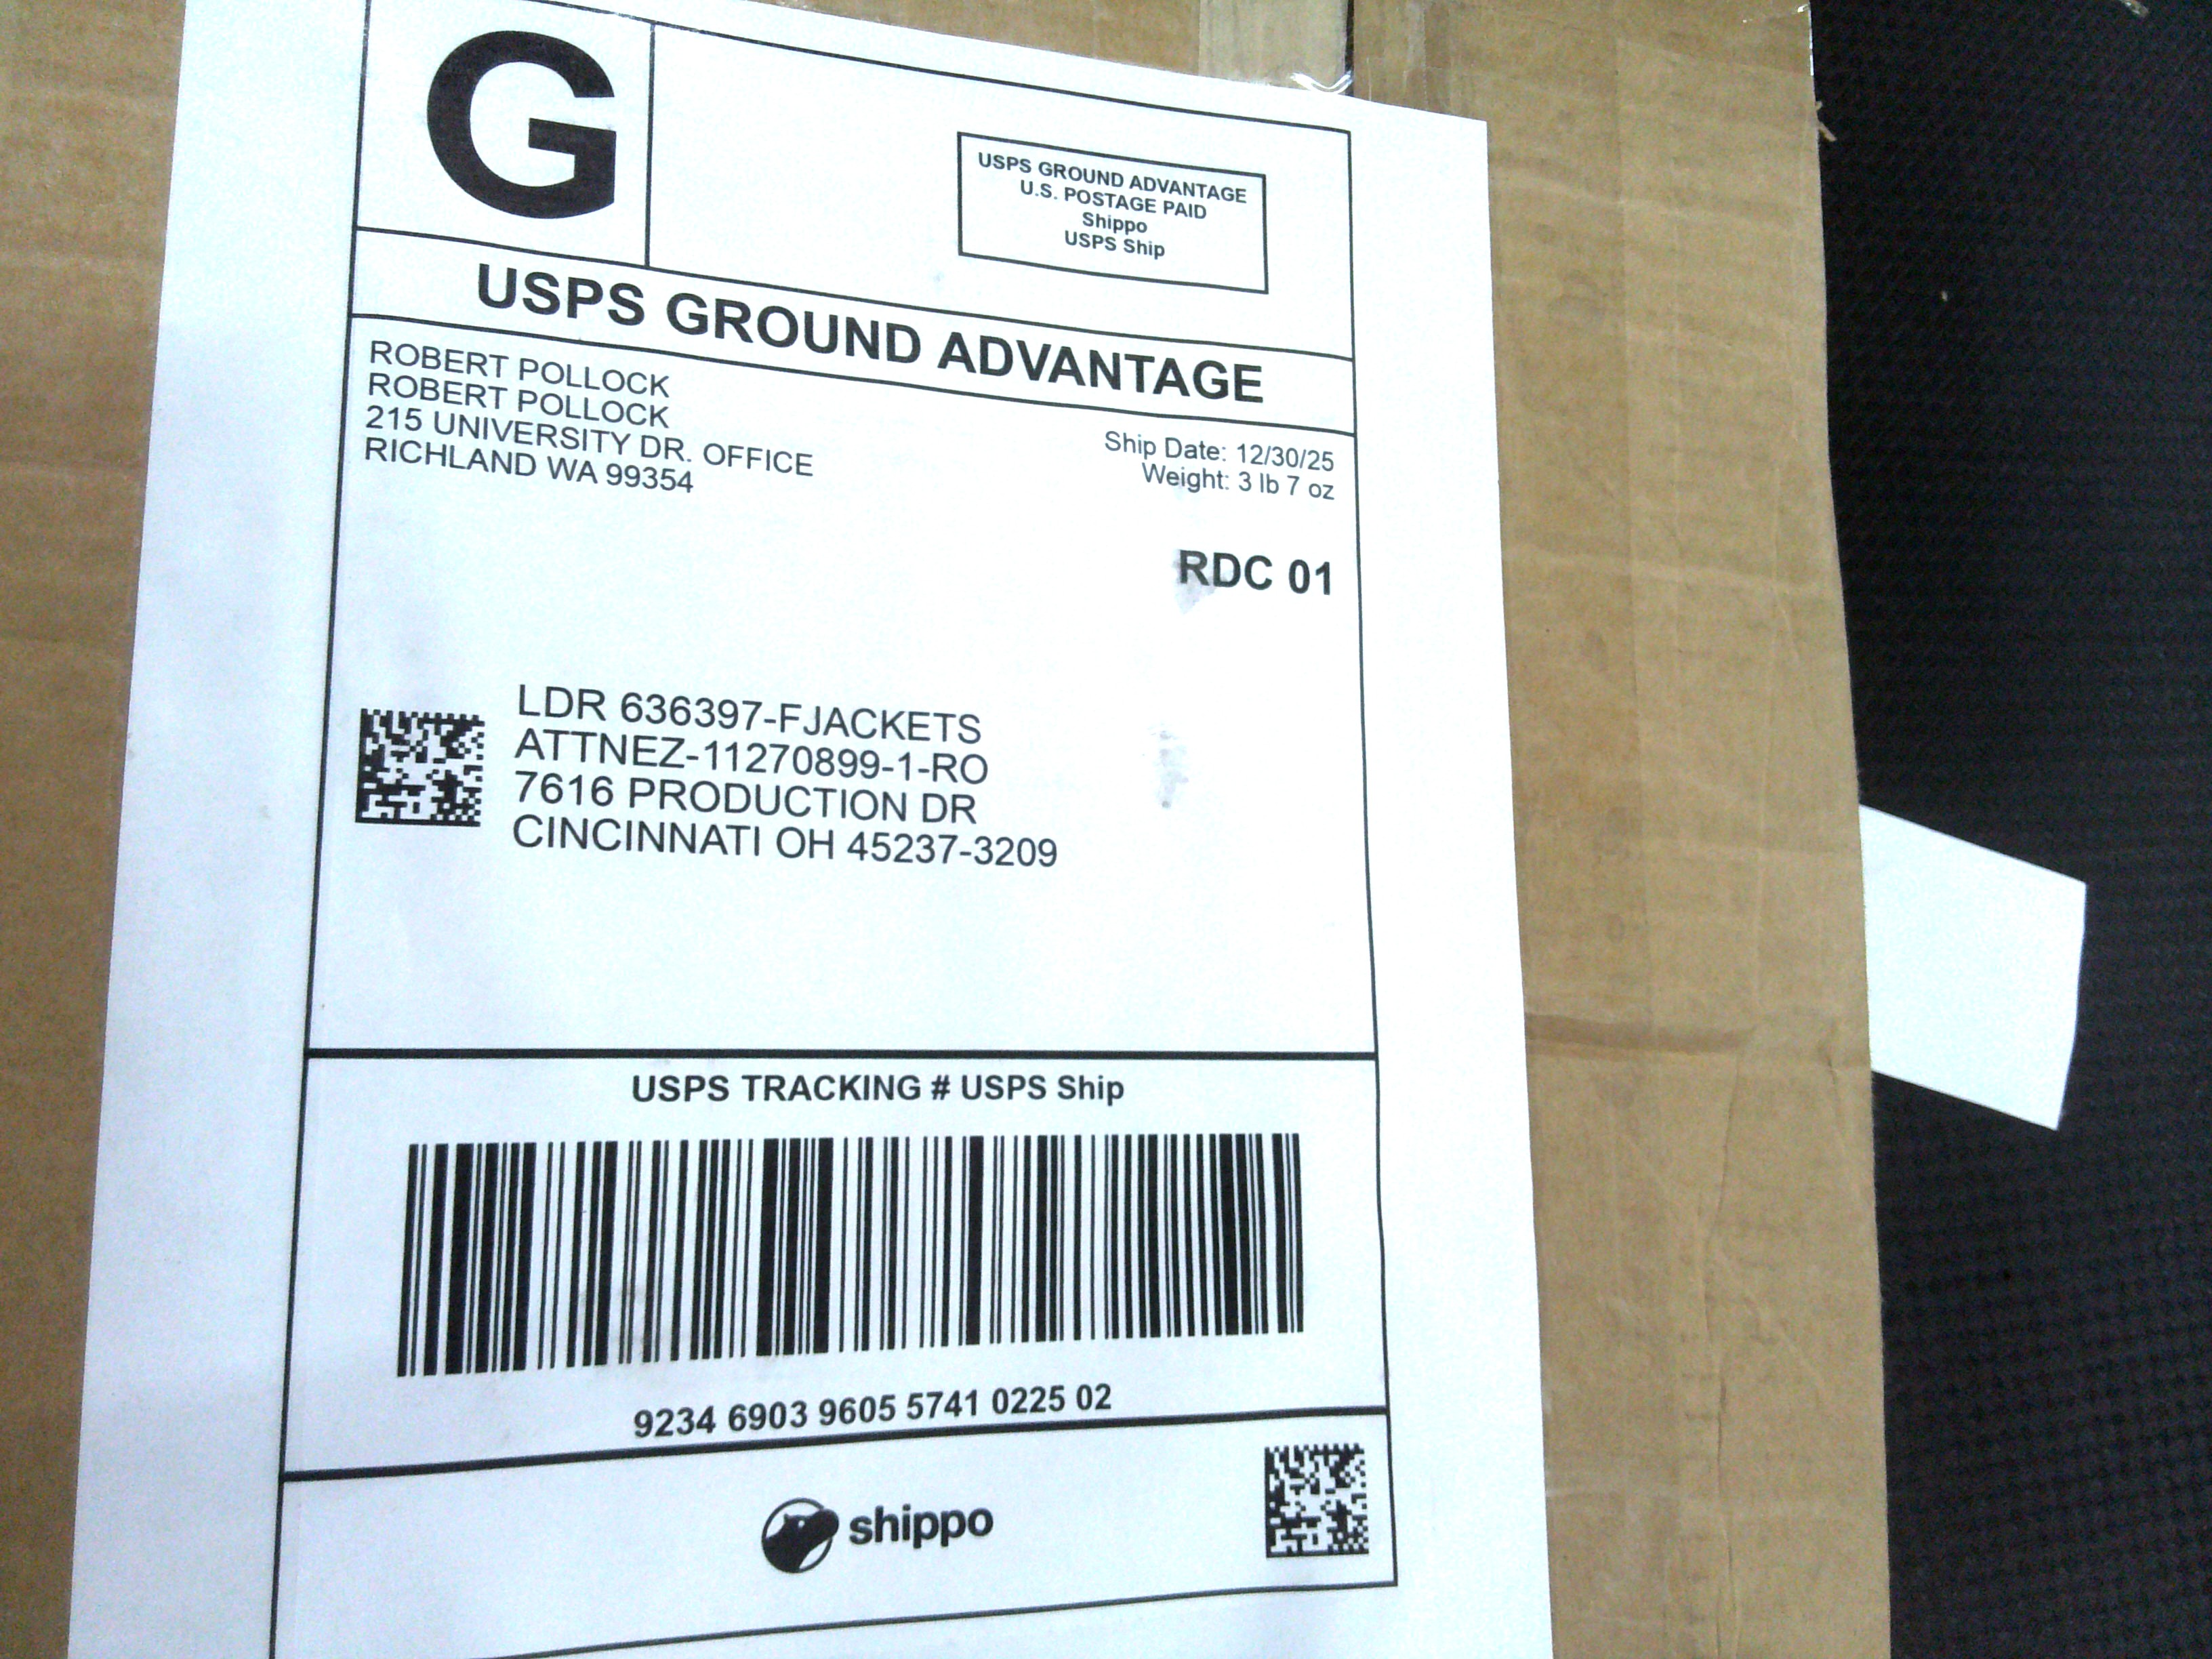 G
USPS GROUND ADVANTAGE
U.S. POSTAGE PAID
Shippo
USPS Ship
USPS GROUND ADVANTAGE
ROBERT POLLOCK
ROBERT POLLOCK
215 UNIVERSITY DR. OFFICE
RICHLAND WA 99354
Ship Date: 12/30/25
Weight: 3 lb 7 oz
RDC 01
LDR 636397-FJACKETS
ATTNEZ-11270899-1-RO
7616 PRODUCTION DR
CINCINNATI OH 45237-3209
USPS TRACKING # USPS Ship
9234 6903 9605 5741 0225 02
shippo